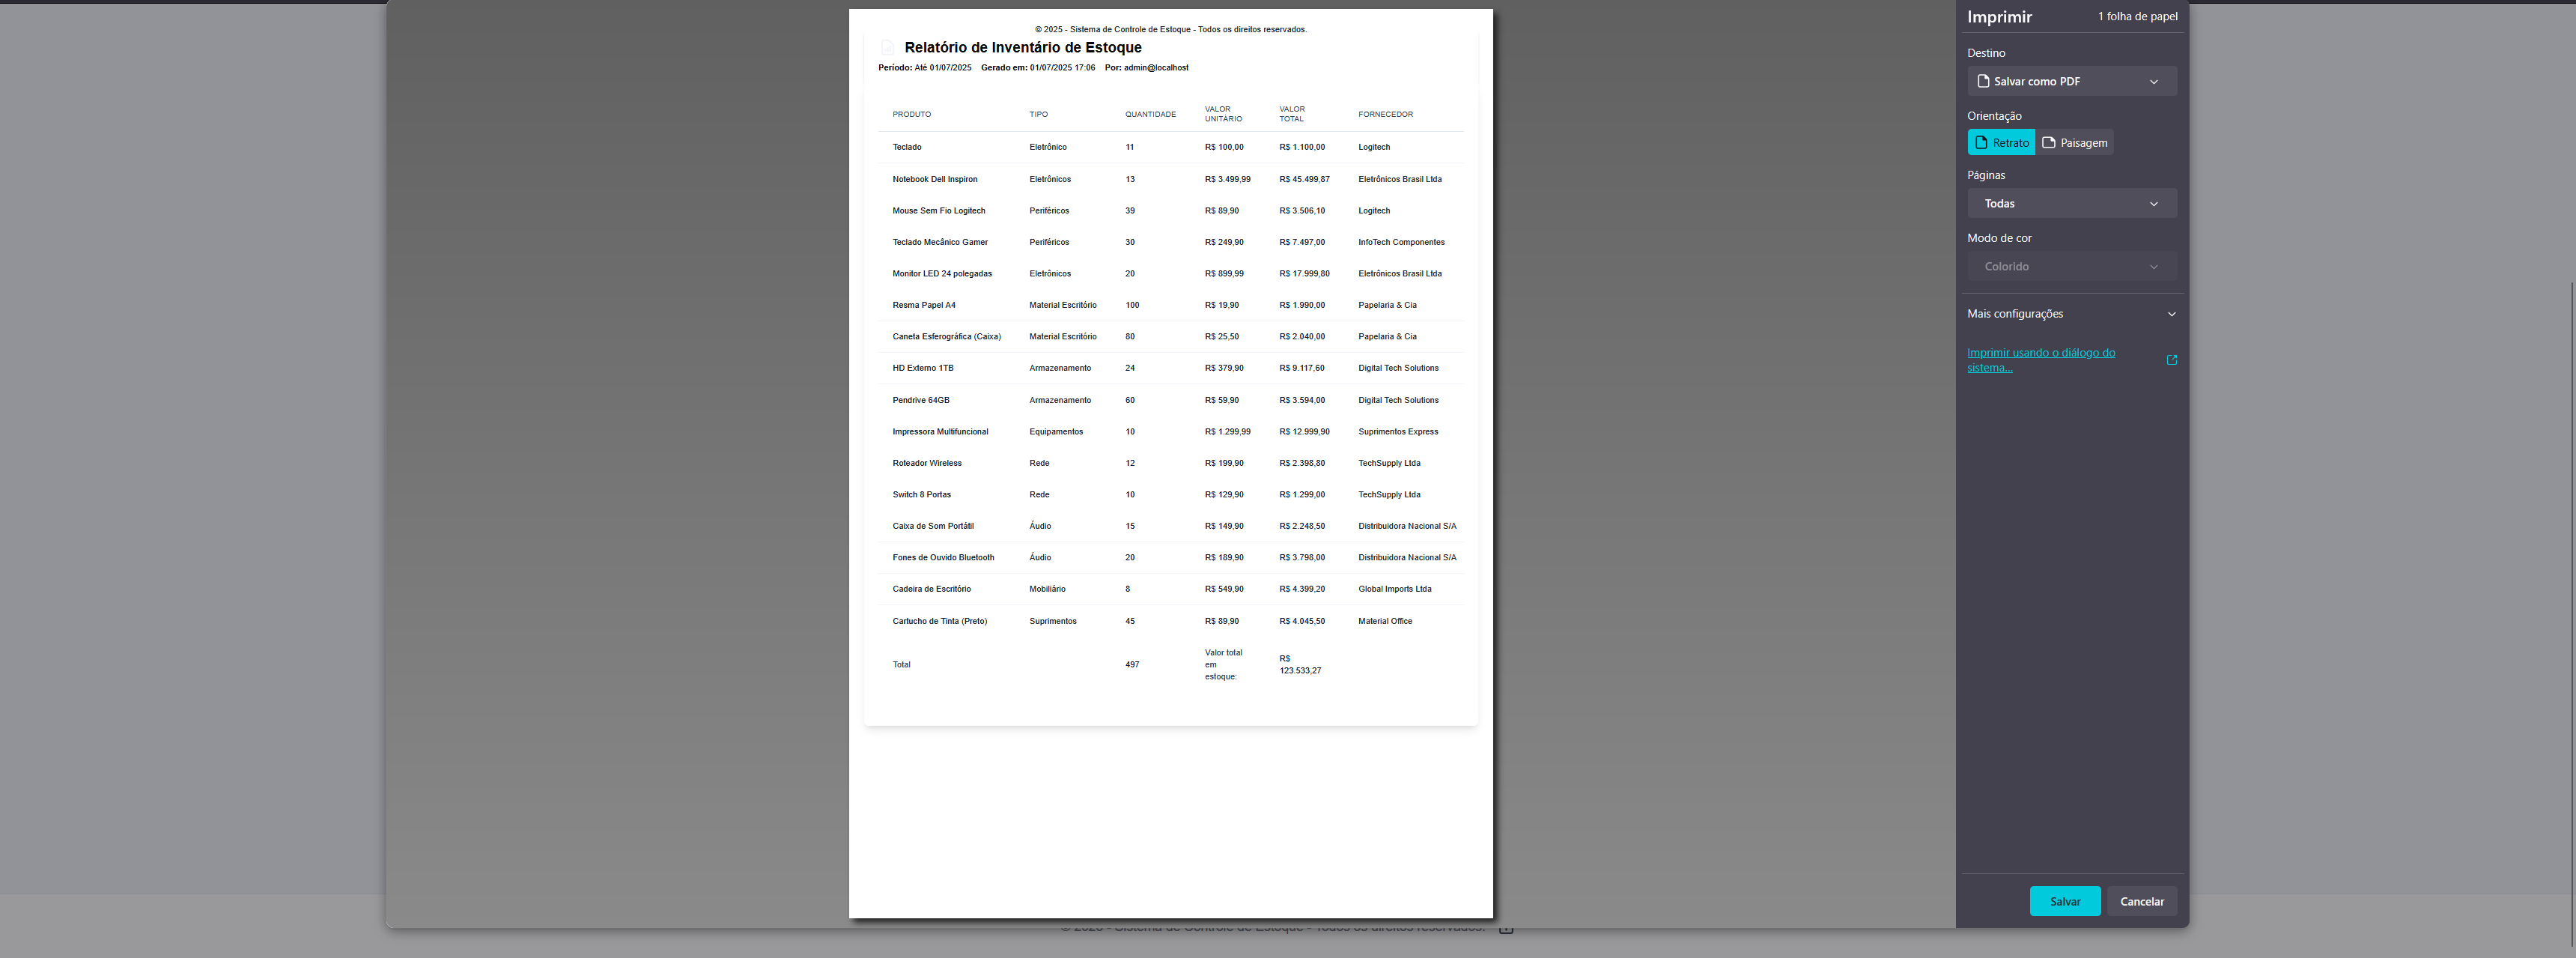 © 2025 - Sistema de Controle de Estoque - Todos os direitos reservados.
Relatório de Inventário de Estoque
Período: Até 01/07/2025 Gerado em: 01/07/2025 17:06 Por: admin@localhost
PRODUTO TIPO QUANTIDADE VALOR UNITÁRIO VALOR TOTAL FORNECEDOR
Teclado Eletrônico 11 R$ 100,00 R$ 1.100,00 Logitech
Notebook Dell Inspiron Eletrônicos 13 R$ 3.499,99 R$ 45.499,87 Eletrônicos Brasil Ltda
Mouse Sem Fio Logitech Periféricos 39 R$ 89,90 R$ 3.506,10 Logitech
Teclado Mecânico Gamer Periféricos 30 R$ 249,90 R$ 7.497,00 InfoTech Componentes
Monitor LED 24 polegadas Eletrônicos 20 R$ 899,99 R$ 17.999,80 Eletrônicos Brasil Ltda
Resma Papel A4 Material Escritório 100 R$ 19,90 R$ 1.990,00 Papelaria & Cia
Caneta Esferográfica (Caixa) Material Escritório 80 R$ 25,50 R$ 2.040,00 Papelaria & Cia
HD Externo 1TB Armazenamento 24 R$ 379,90 R$ 9.117,60 Digital Tech Solutions
Pendrive 64GB Armazenamento 60 R$ 59,90 R$ 3.594,00 Digital Tech Solutions
Impressora Multifuncional Equipamentos 10 R$ 1.299,99 R$ 12.999,90 Suprimentos Express
Roteador Wireless Rede 12 R$ 199,90 R$ 2.398,80 TechSupply Ltda
Switch 8 Portas Rede 10 R$ 129,90 R$ 1.299,00 TechSupply Ltda
Caixa de Som Portátil Áudio 15 R$ 149,90 R$ 2.248,50 Distribuidora Nacional S/A
Fones de Ouvido Bluetooth Áudio 20 R$ 189,90 R$ 3.798,00 Distribuidora Nacional S/A
Cadeira de Escritório Mobiliário 8 R$ 549,90 R$ 4.399,20 Global Imports Ltda
Cartucho de Tinta (Preto) Suprimentos 45 R$ 89,90 R$ 4.045,50 Material Office
Total 497 Valor total em estoque: R$ 123.533,27
Imprimir 1 folha de papel
Destino
Salvar como PDF
Orientação
Retrato Paisagem
Páginas
Todas
Modo de cor
Colorido
Mais configurações
Imprimir usando o diálogo do
sistema...
Salvar Cancelar
© 2025 - Sistema de Controle de Estoque - Todos os direitos reservados.